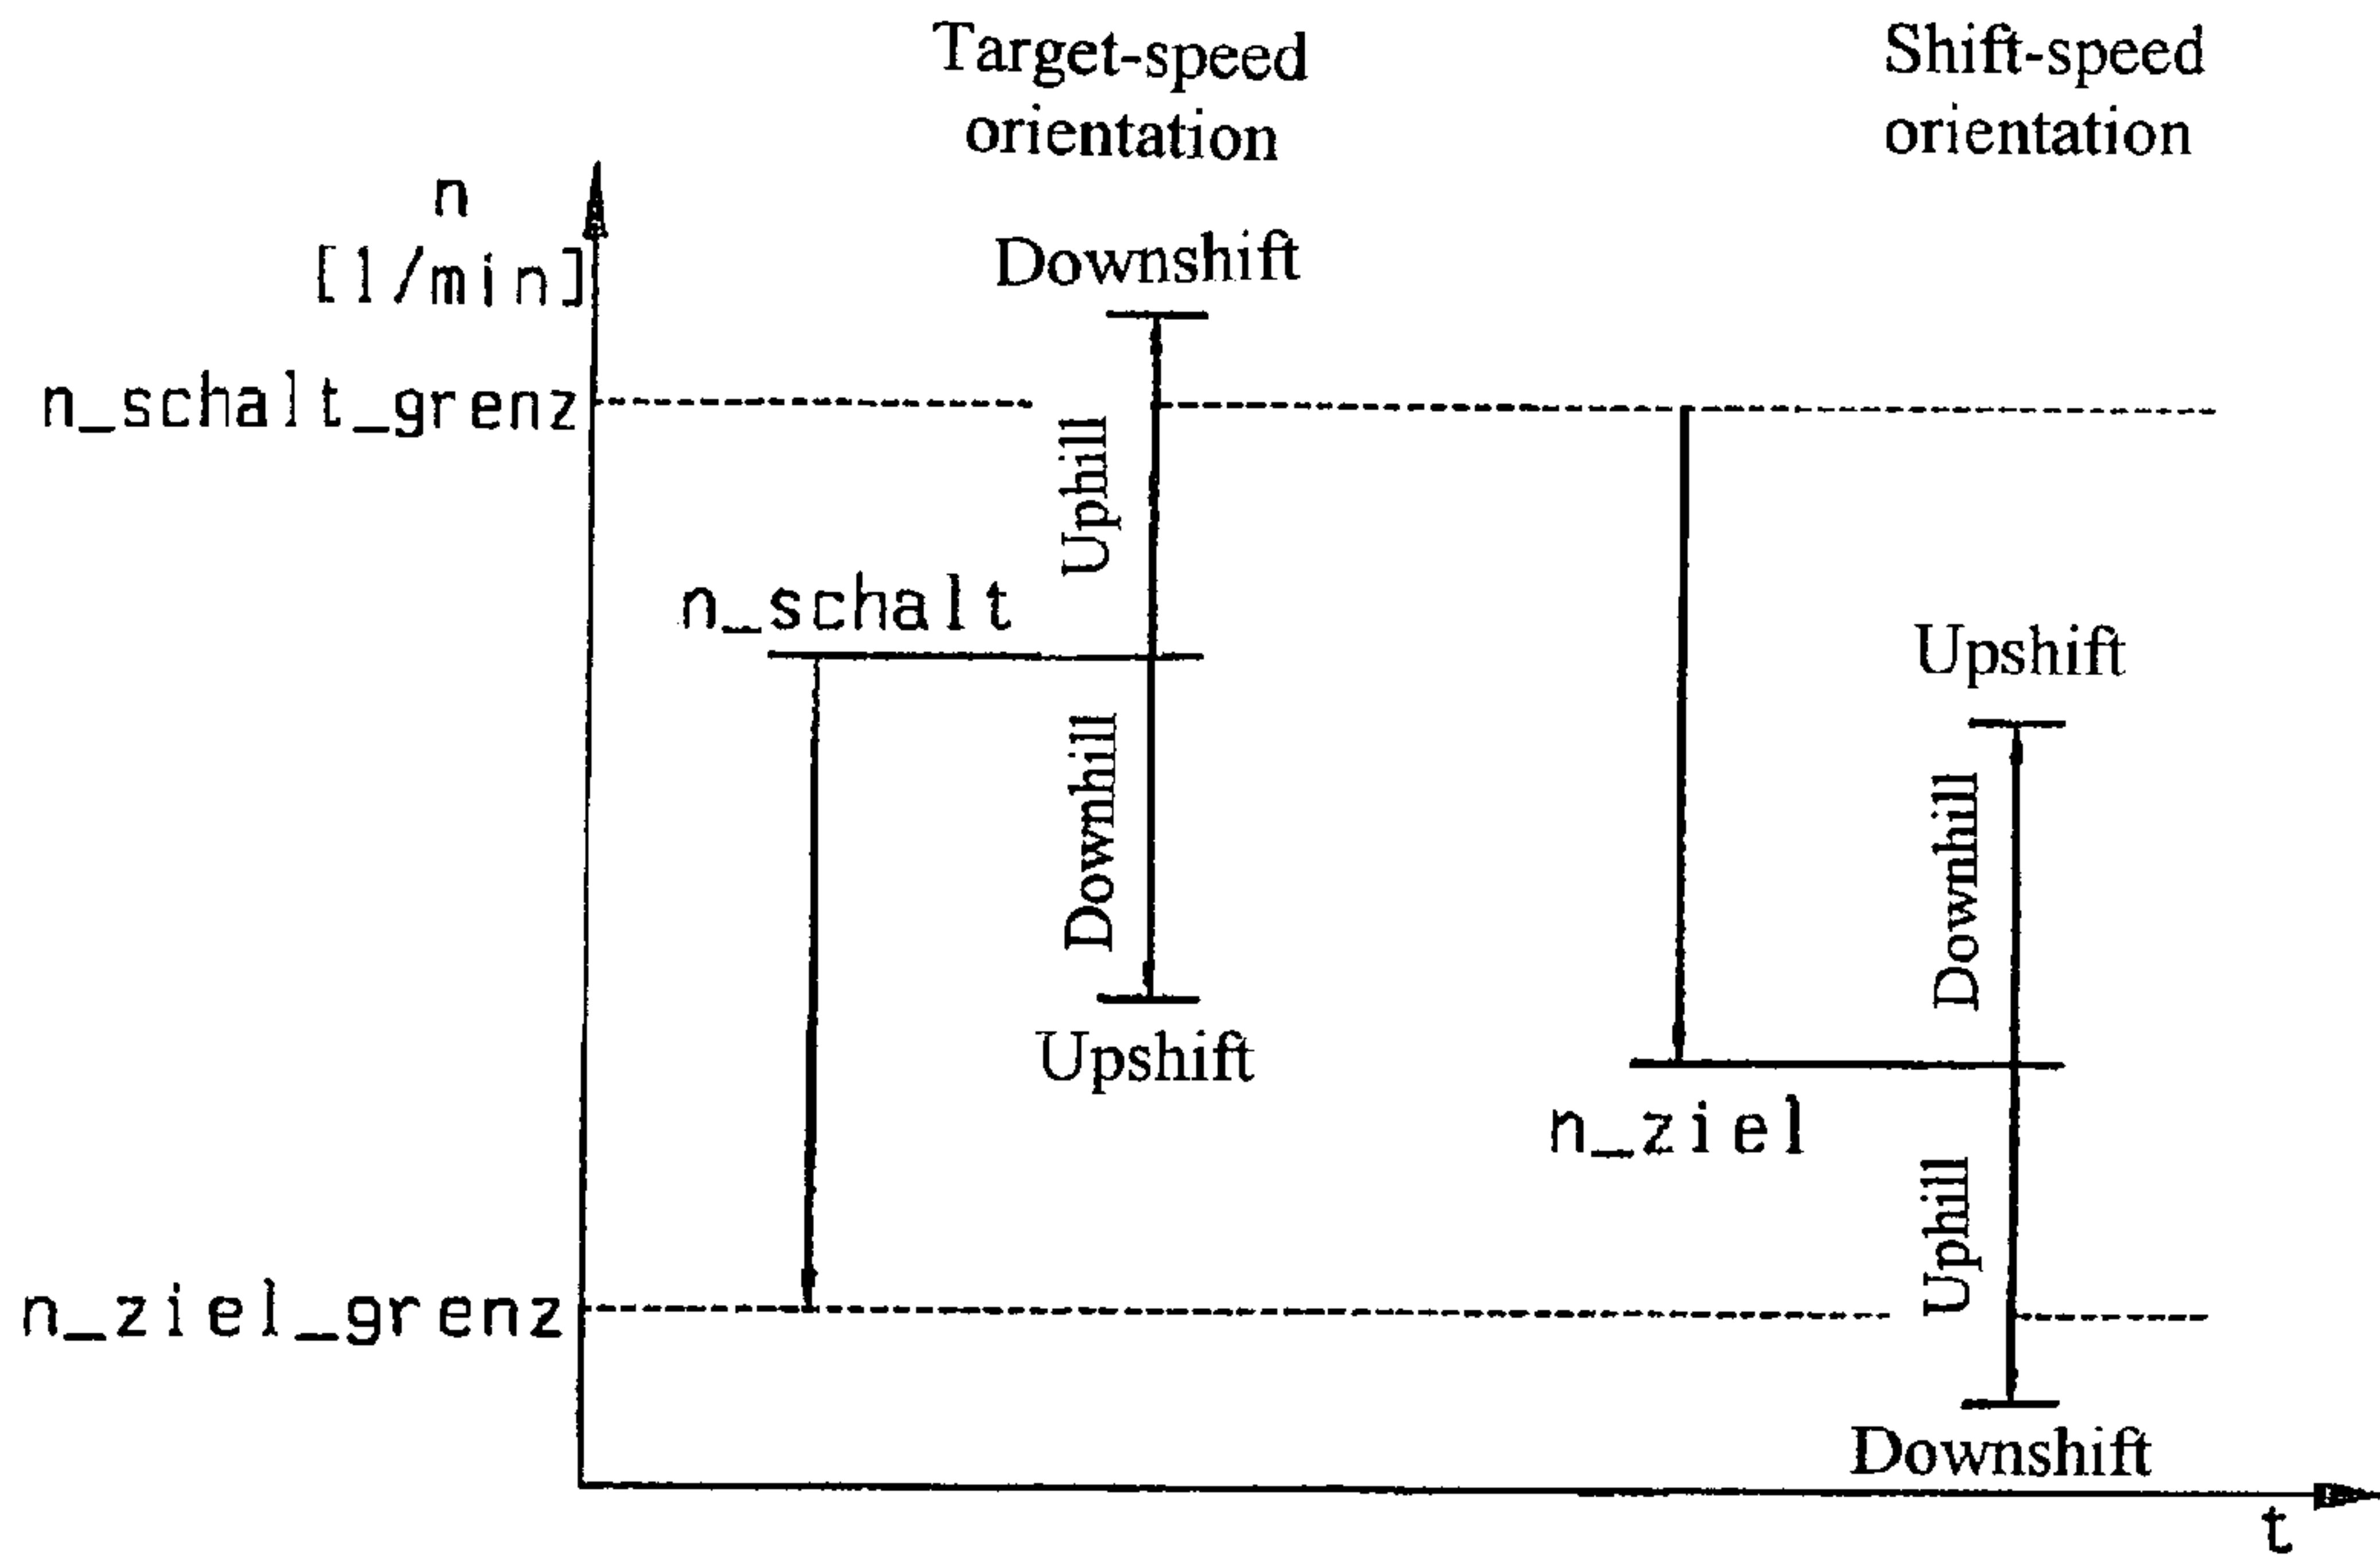 Target-speed
orientation
Shift-speed
orientation
n
[1/min]
Downshift
n_schalt_grenz
Uphill
n_schalt
Upshift
Downhill
Downhill
Upshift
n_ziel
Uphill
n_ziel_grenz
Downshift
t